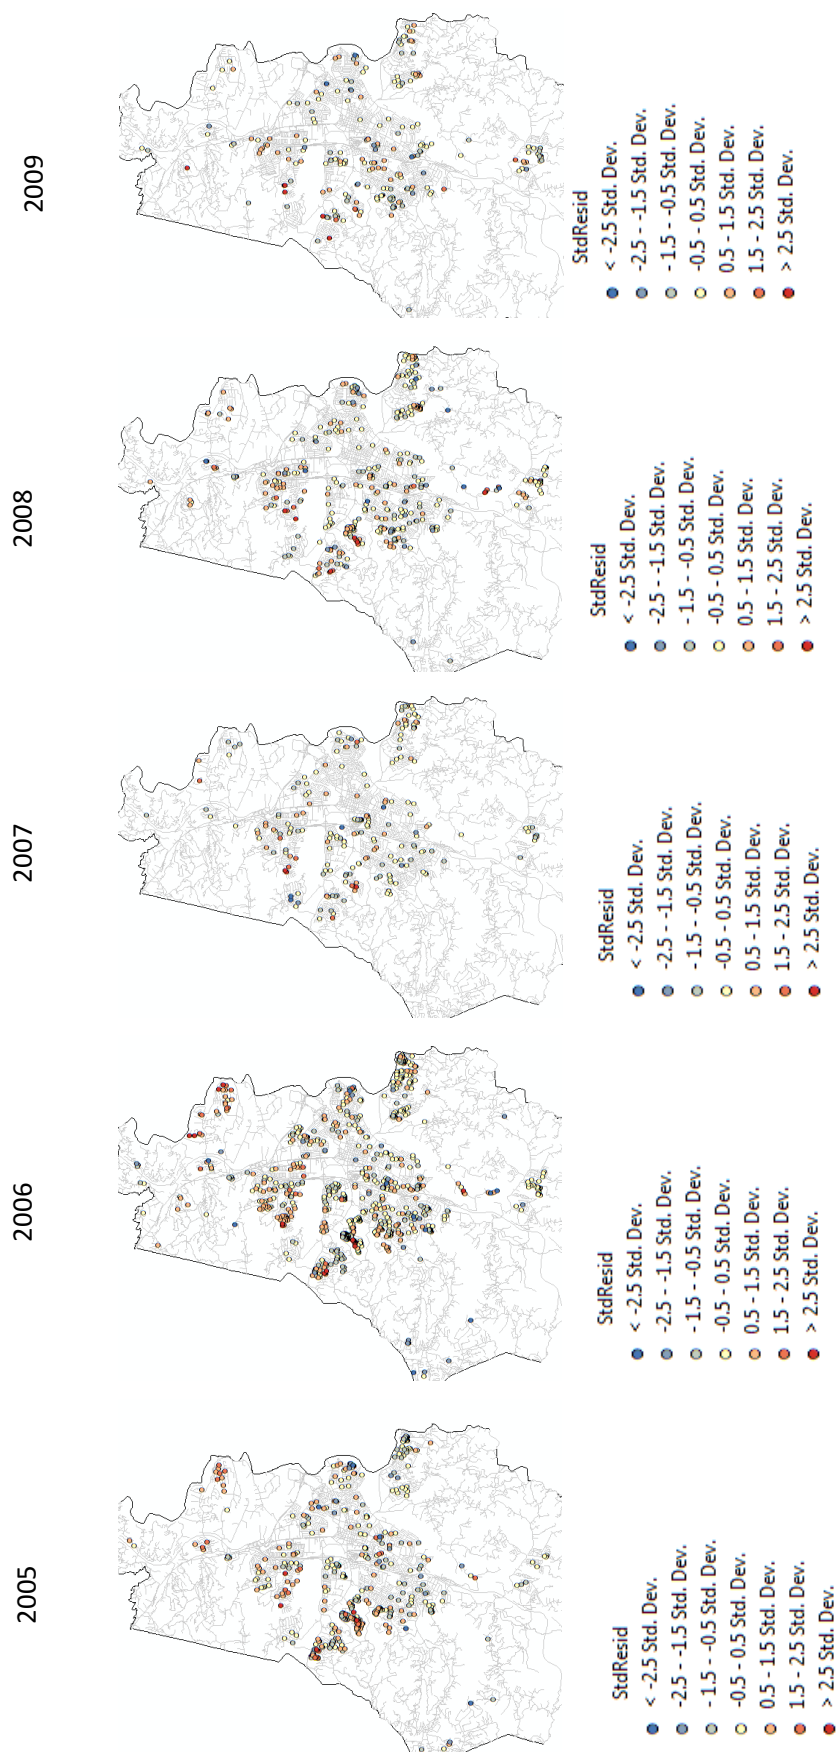 2009
StdResid
< -2.5 Std. Dev.
-2.5 - -1.5 Std. Dev.
-1.5 - -0.5 Std. Dev.
-0.5 - 0.5 Std. Dev.
0.5 - 1.5 Std. Dev.
1.5 - 2.5 Std. Dev.
> 2.5 Std. Dev.
2008
StdResid
< -2.5 Std. Dev.
-2.5 - -1.5 Std. Dev.
-1.5 - -0.5 Std. Dev.
-0.5 - 0.5 Std. Dev.
0.5 - 1.5 Std. Dev.
1.5 - 2.5 Std. Dev.
> 2.5 Std. Dev.
2007
StdResid
< -2.5 Std. Dev.
-2.5 - -1.5 Std. Dev.
-1.5 - -0.5 Std. Dev.
-0.5 - 0.5 Std. Dev.
0.5 - 1.5 Std. Dev.
1.5 - 2.5 Std. Dev.
> 2.5 Std. Dev.
2006
StdResid
< -2.5 Std. Dev.
-2.5 - -1.5 Std. Dev.
-1.5 - -0.5 Std. Dev.
-0.5 - 0.5 Std. Dev.
0.5 - 1.5 Std. Dev.
1.5 - 2.5 Std. Dev.
> 2.5 Std. Dev.
2005
StdResid
< -2.5 Std. Dev.
-2.5 - -1.5 Std. Dev.
-1.5 - -0.5 Std. Dev.
-0.5 - 0.5 Std. Dev.
0.5 - 1.5 Std. Dev.
1.5 - 2.5 Std. Dev.
> 2.5 Std. Dev.